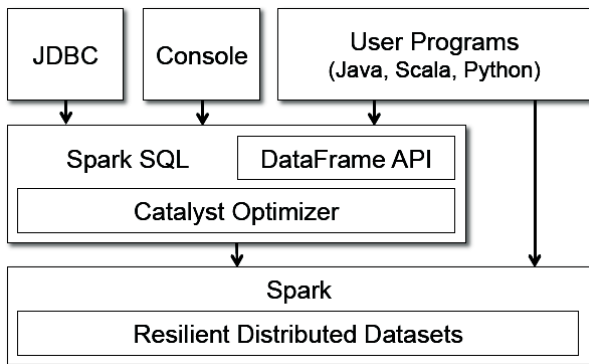 JDBC
Console
User Programs
(Java, Scala, Python)
Spark SQL
DataFrame API
Catalyst Optimizer
Spark
Resilient Distributed Datasets